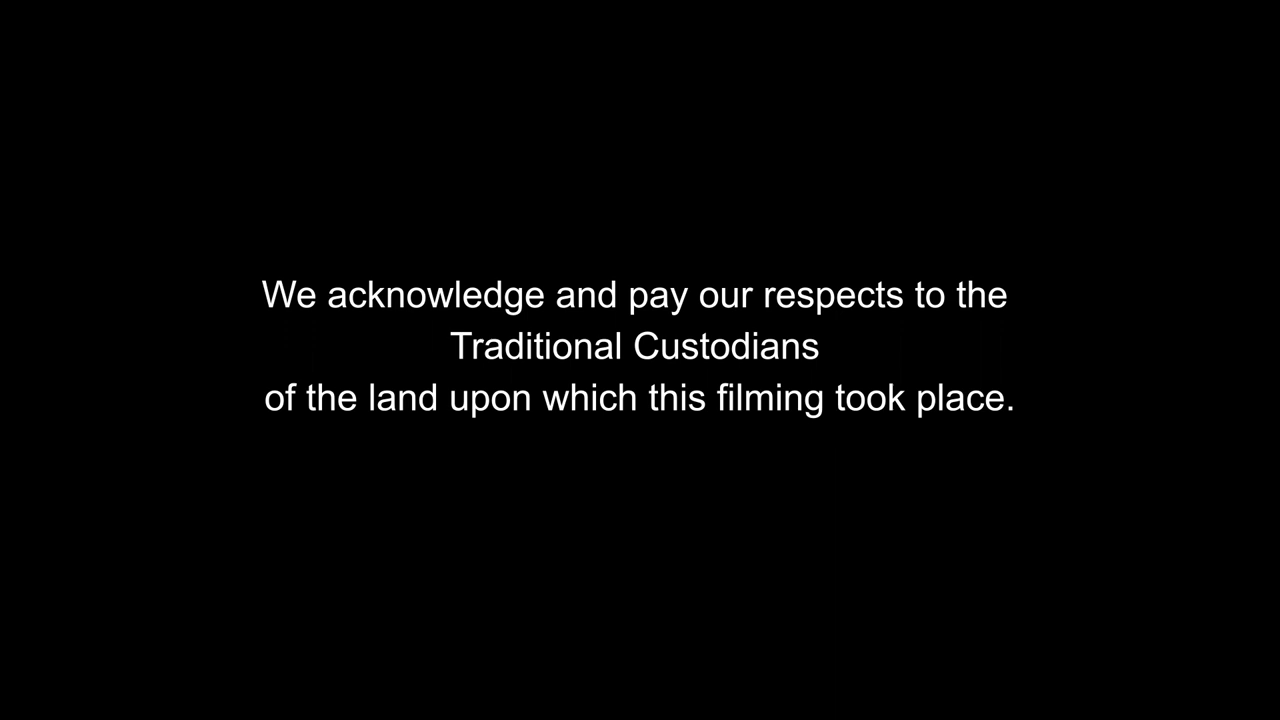 We acknowledge and pay our respects to the
Traditional Custodians
of the land upon which this filming took place.